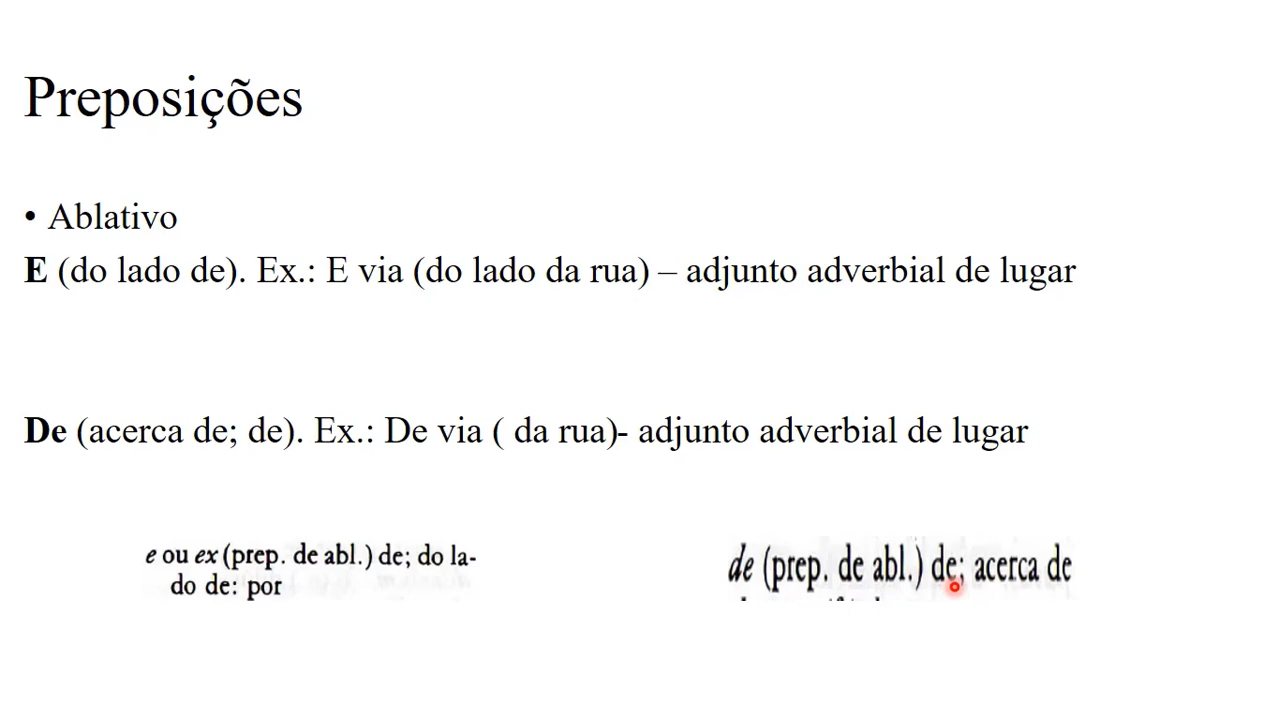 Preposições
• Ablativo
E (do lado de). Ex.: E via (do lado da rua) – adjunto adverbial de lugar
De (acerca de; de). Ex.: De via ( da rua)- adjunto adverbial de lugar
e ou ex (prep. de abl.) de; do la-
do de: por
de (prep. de abl.) de; acerca de